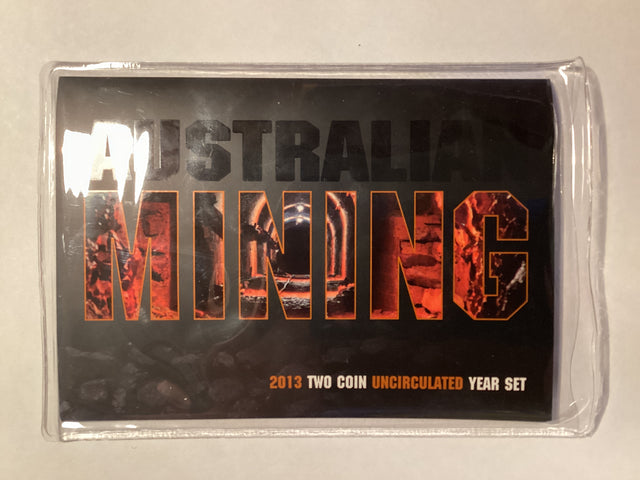 AUSTRALIAN
MINING
2013 TWO COIN UNCIRCULATED YEAR SET